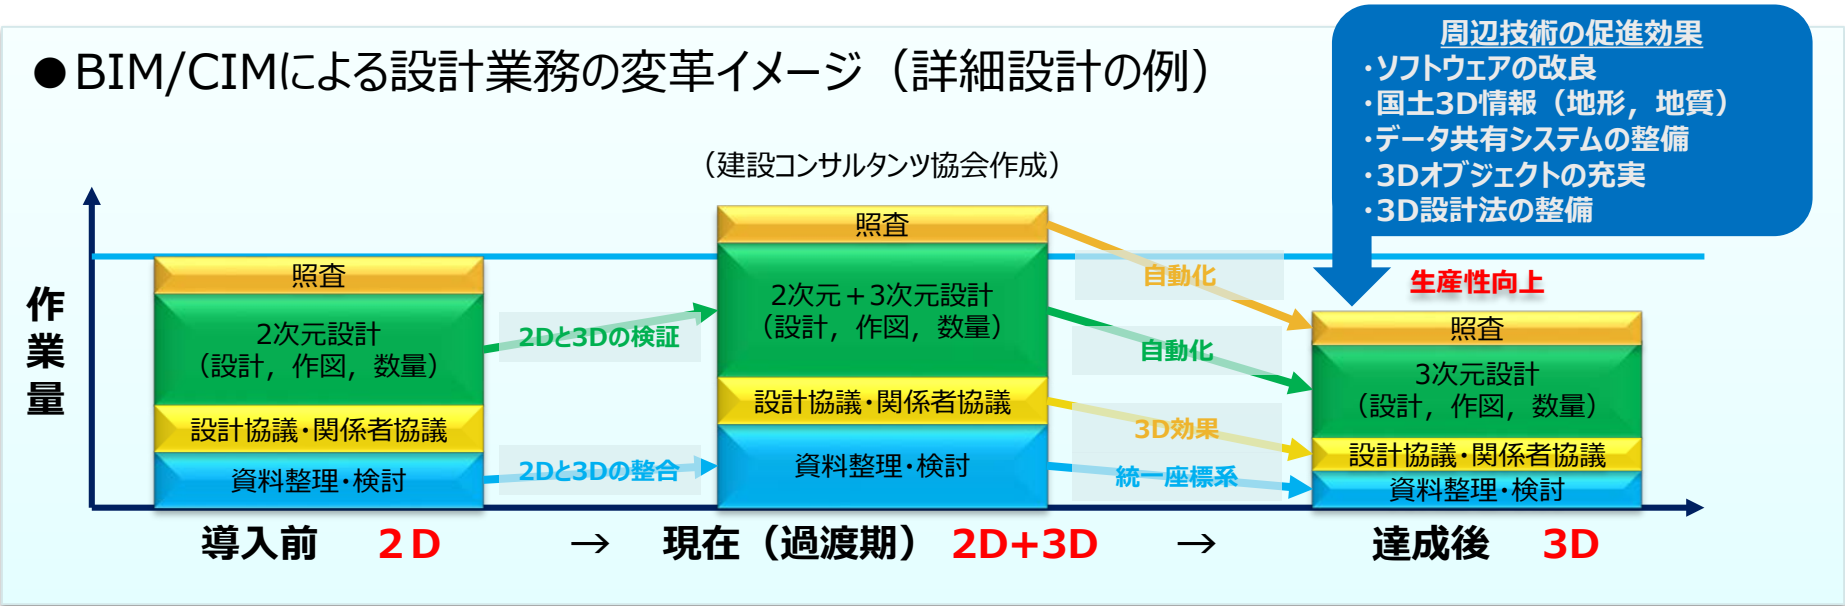 ●BIM/CIMによる設計業務の変革イメージ（詳細設計の例）
（建設コンサルタンツ協会作成）
周辺技術の促進効果
・ソフトウェアの改良
・国土3D情報（地形，地質）
・データ共有システムの整備
・3Dオブジェクトの充実
・3D設計法の整備
作業量
照査
2次元設計
（設計，作図，数量）
設計協議・関係者協議
資料整理・検討
2Dと3Dの検証
2Dと3Dの整合
照査
2次元＋3次元設計
（設計，作図，数量）
設計協議・関係者協議
資料整理・検討
自動化
自動化
3D効果
統一座標系
生産性向上
照査
3次元設計
（設計，作図，数量）
設計協議・関係者協議
資料整理・検討
導入前 2D → 現在（過渡期） 2D+3D → 達成後 3D